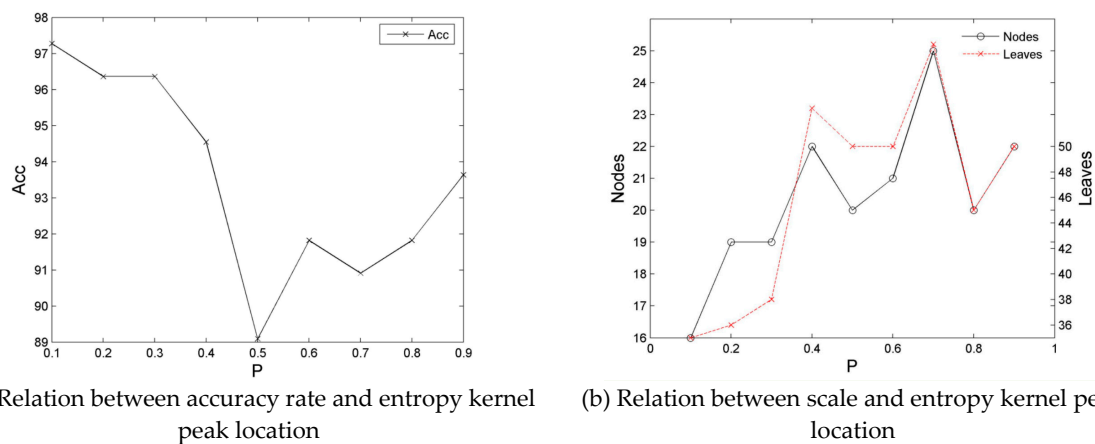 98
97
96
95
94
93
92
91
90
89
Acc
Acc
0.1 0.2 0.3 0.4 0.5 0.6 0.7 0.8 0.9
P
Relation between accuracy rate and entropy kernel
peak location
25
24
23
22
21
20
19
18
17
16
Nodes
Nodes
Leaves
50
48
46
45
42
40
38
36
Leaves
0 0.2 0.4 0.6 0.8 1
P
(b) Relation between scale and entropy kernel pe
location